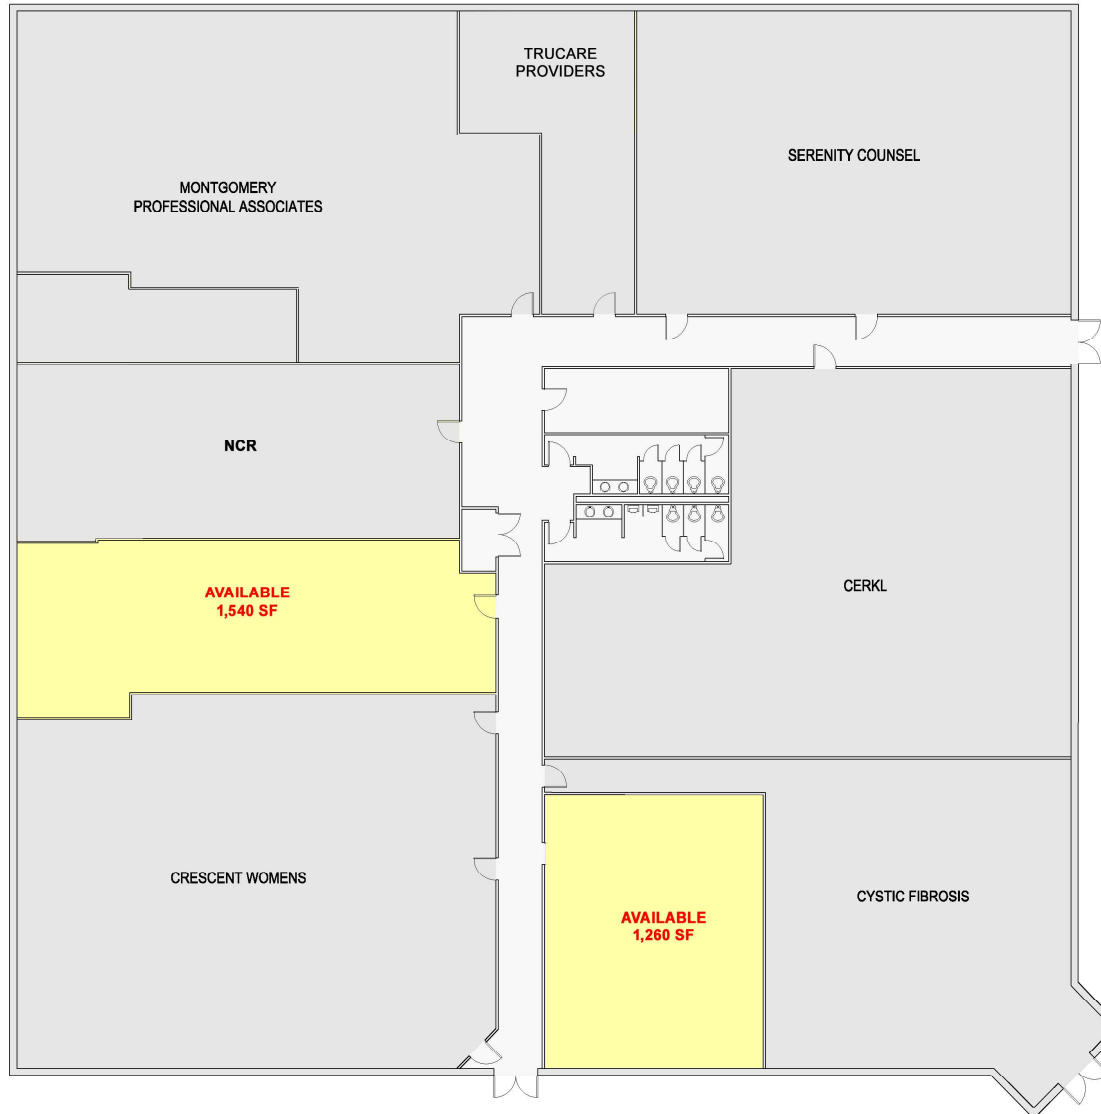 TRUCARE
PROVIDERS
SERENITY COUNSEL
MONTGOMERY
PROFESSIONAL ASSOCIATES
NCR
AVAILABLE
1,540 SF
CERKL
CRESCENT WOMENS
CYSTIC FIBROSIS
AVAILABLE
1,260 SF